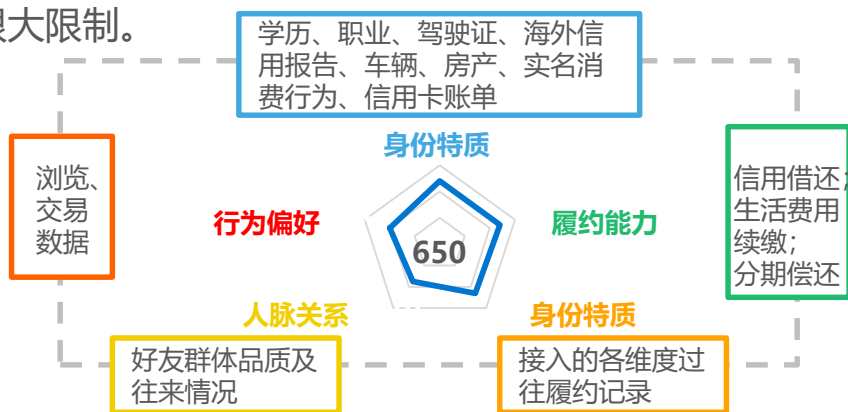 很大限制。
学历、职业、驾驶证、海外信
用报告、车辆、房产、实名消
费行为、信用卡账单
身份特质
浏览、
交易
数据
行为偏好
650
履约能力
信用借还；
生活费用
续缴；
分期偿还
人脉关系
身份特质
好友群体品质及
往来情况
接入的各维度过
往履约记录